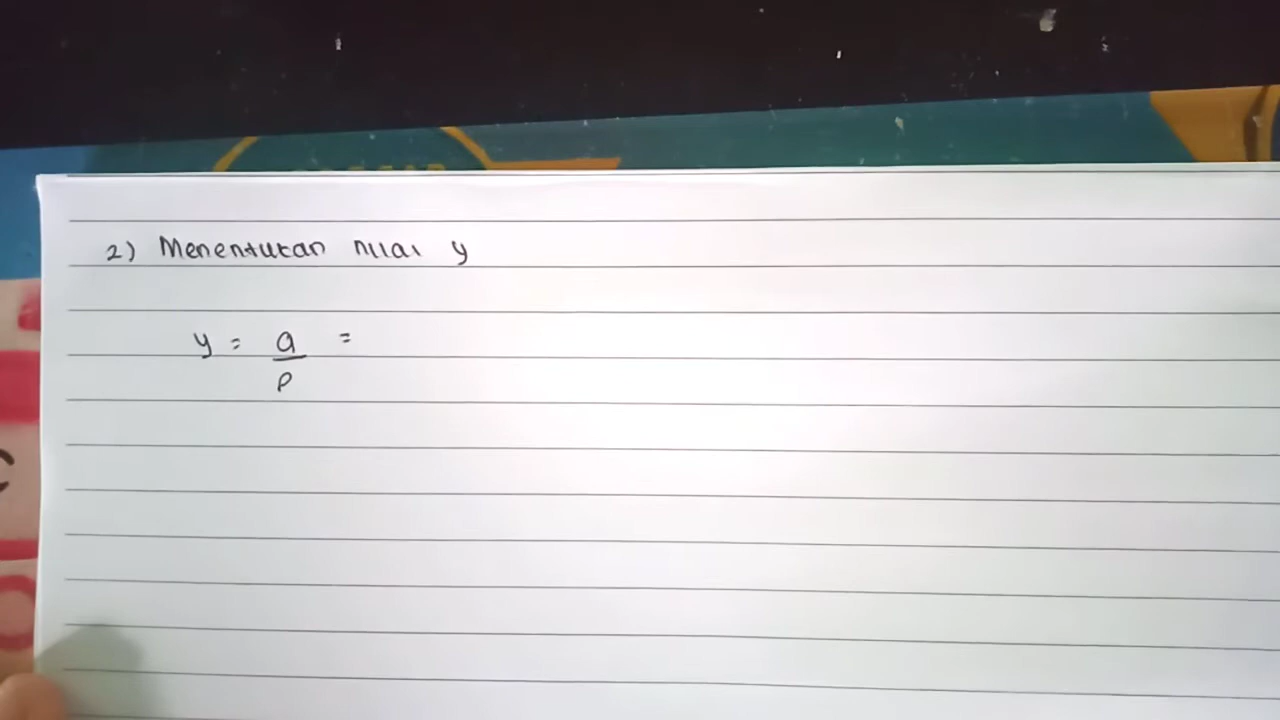 2) Menentukan nilai y
y = a =
p